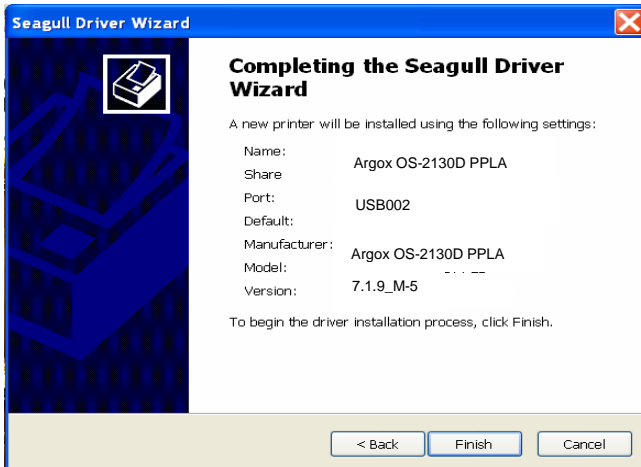 Seagull Driver Wizard
Completing the Seagull Driver
Wizard
A new printer will be installed using the following settings:
Name:
Argox OS-2130D PPLA
Share
Port:
USB002
Default:
Manufacturer:
Argox OS-2130D PPLA
Model:
Version:
7.1.9_M-5
To begin the driver installation process, click Finish.
< Back
Finish
Cancel